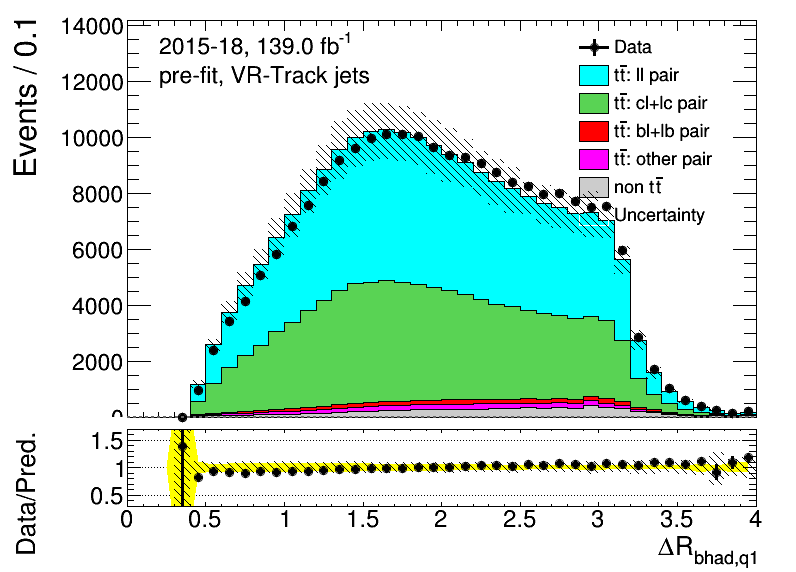 14000
12000
10000
8000
6000
4000
2000
0
Events / 0.1
2015-18, 139.0 fb⁻¹
pre-fit, VR-Track jets
Data
tt̄: ll pair
tt̄: cl+lc pair
tt̄: bl+lb pair
tt̄: other pair
non tt̄
Uncertainty
1.5
1
0.5
Data/Pred.
0 0.5 1 1.5 2 2.5 3 3.5 4
ΔR_bhad,q1